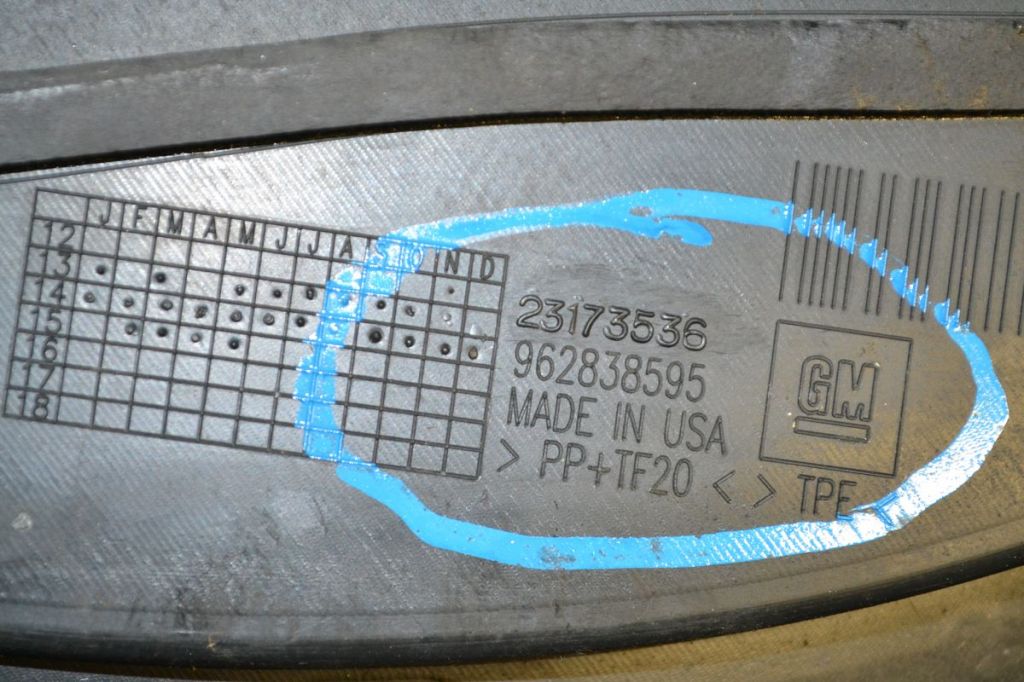 J F M A M J J A S O N D
12
13
14
15
16
17
18
23173536
962838595
MADE IN USA
> PP+TF20 < > TPE
GM